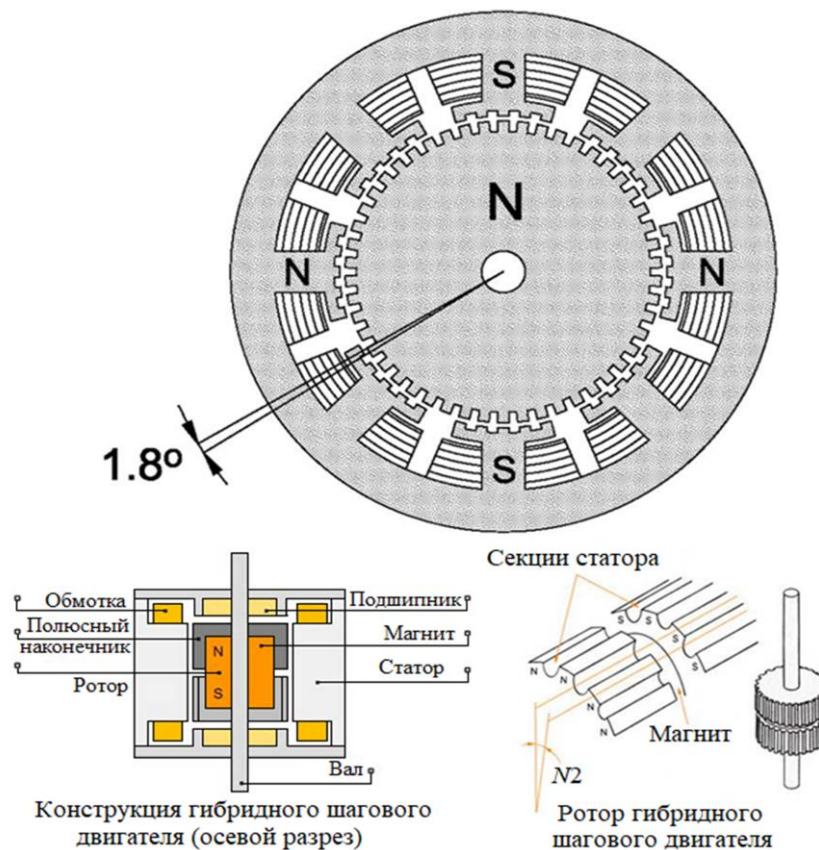 S
N
N
N
S
1.8º
Обмотка
Подшипник
Полюсный
наконечник
Магнит
N
Ротор
S
Статор
Вал
Конструкция гибридного шагового
двигателя (осевой разрез)
Секции статора
S
S
S
S
N
N
N
N
Магнит
N2
Ротор гибридного
шагового двигателя